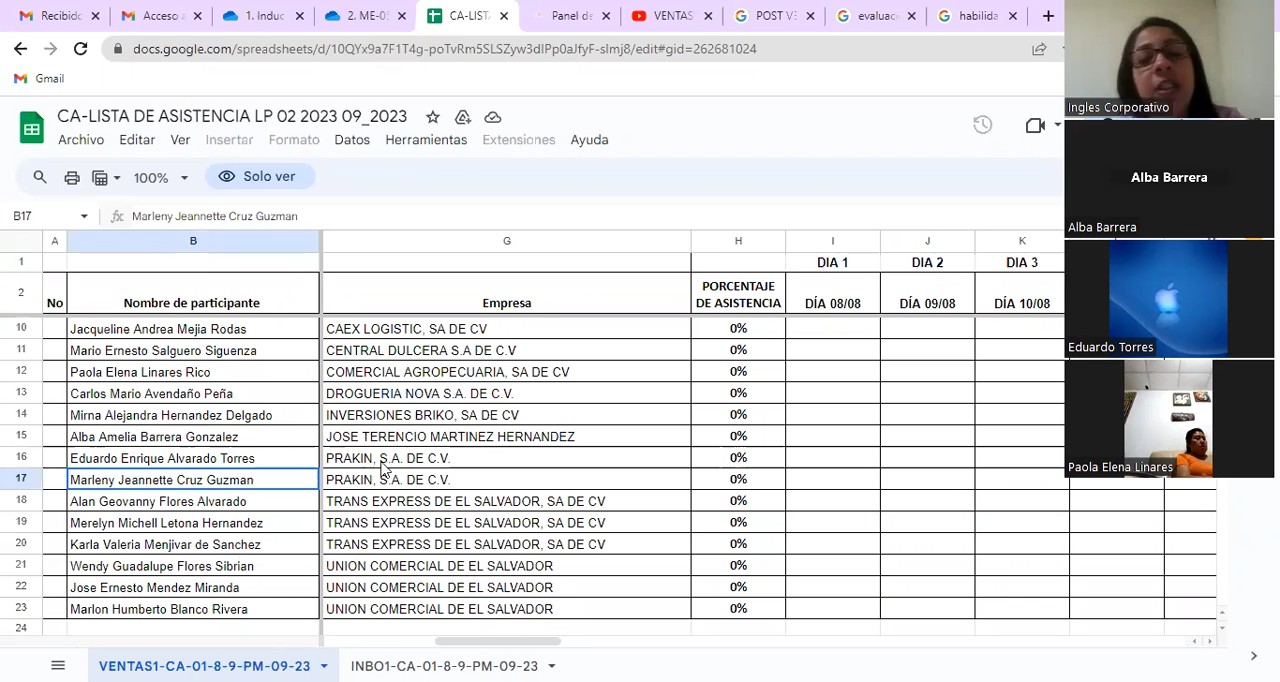 Recibido
Acceso a
1. Induc
2. NE-05
CA-LIST
Panel de
VENTAS
POST VE
evaluac
habilida
docs.google.com/spreadsheets/d/10QYx9a7F1T4g-poTvRm5SLSZyw3dIPp0aJfyF-slmj8/edit#gid=262681024
Gmail
CA-LISTA DE ASISTENCIA LP 02 2023 09_2023
Archivo Editar Ver Insertar Formato Datos Herramientas Extensiones Ayuda
100% Solo ver
B17 fx Marleny Jeannette Cruz Guzman
A B G H I J K
1 DIA 1 DIA 2 DIA 3
2 No Nombre de participante Empresa PORCENTAJE DE ASISTENCIA DÍA 08/08 DÍA 09/08 DÍA 10/08
10 Jacqueline Andrea Mejia Rodas CAEX LOGISTIC, SA DE CV 0%
11 Mario Ernesto Salguero Siguenza CENTRAL DULCES, S.A DE C.V 0%
12 Paola Elena Linares Rico COMERCIAL AGROPECUARIA, SA DE CV 0%
13 Carlos Mario Avendaño Peña DROGUERIA NOVA S.A. DE C.V. 0%
14 Mirna Alejandra Hernandez Delgado INVERSIONES BRIKO, SA DE CV 0%
15 Alba Amelia Barrera Gonzalez JOSE TERENCIO MARTINEZ HERNANDEZ 0%
16 Eduardo Enrique Alvarado Torres PRAKIN, S.A. DE C.V. 0%
17 Marleny Jeannette Cruz Guzman PRAKIN, S.A. DE C.V. 0%
18 Alan Geovanny Flores Alvarado TRANS EXPRESS DE EL SALVADOR, SA DE CV 0%
19 Merelyn Michell Letona Hernandez TRANS EXPRESS DE EL SALVADOR, SA DE CV 0%
20 Karla Valeria Menjivar de Sanchez TRANS EXPRESS DE EL SALVADOR, SA DE CV 0%
21 Wendy Guadalupe Flores Sibrian UNION COMERCIAL DE EL SALVADOR 0%
22 Jose Ernesto Mendez Miranda UNION COMERCIAL DE EL SALVADOR 0%
23 Marlon Humberto Blanco Rivera UNION COMERCIAL DE EL SALVADOR 0%
24
VENTAS1-CA-01-8-9-PM-09-23 INBO1-CA-01-8-9-PM-09-23
Ingles Corporativo
Alba Barrera
Alba Barrera
Eduardo Torres
Paola Elena Linares